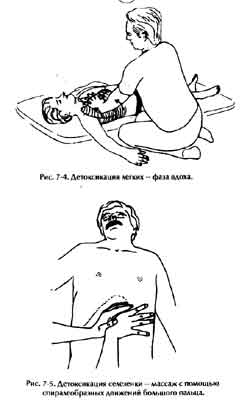 Рис. 7-4. Детоксикация легких – фаза вдоха.
Рис. 7-5. Детоксикация селезенки – массаж с помощью
спиралеобразных движений большого пальца.